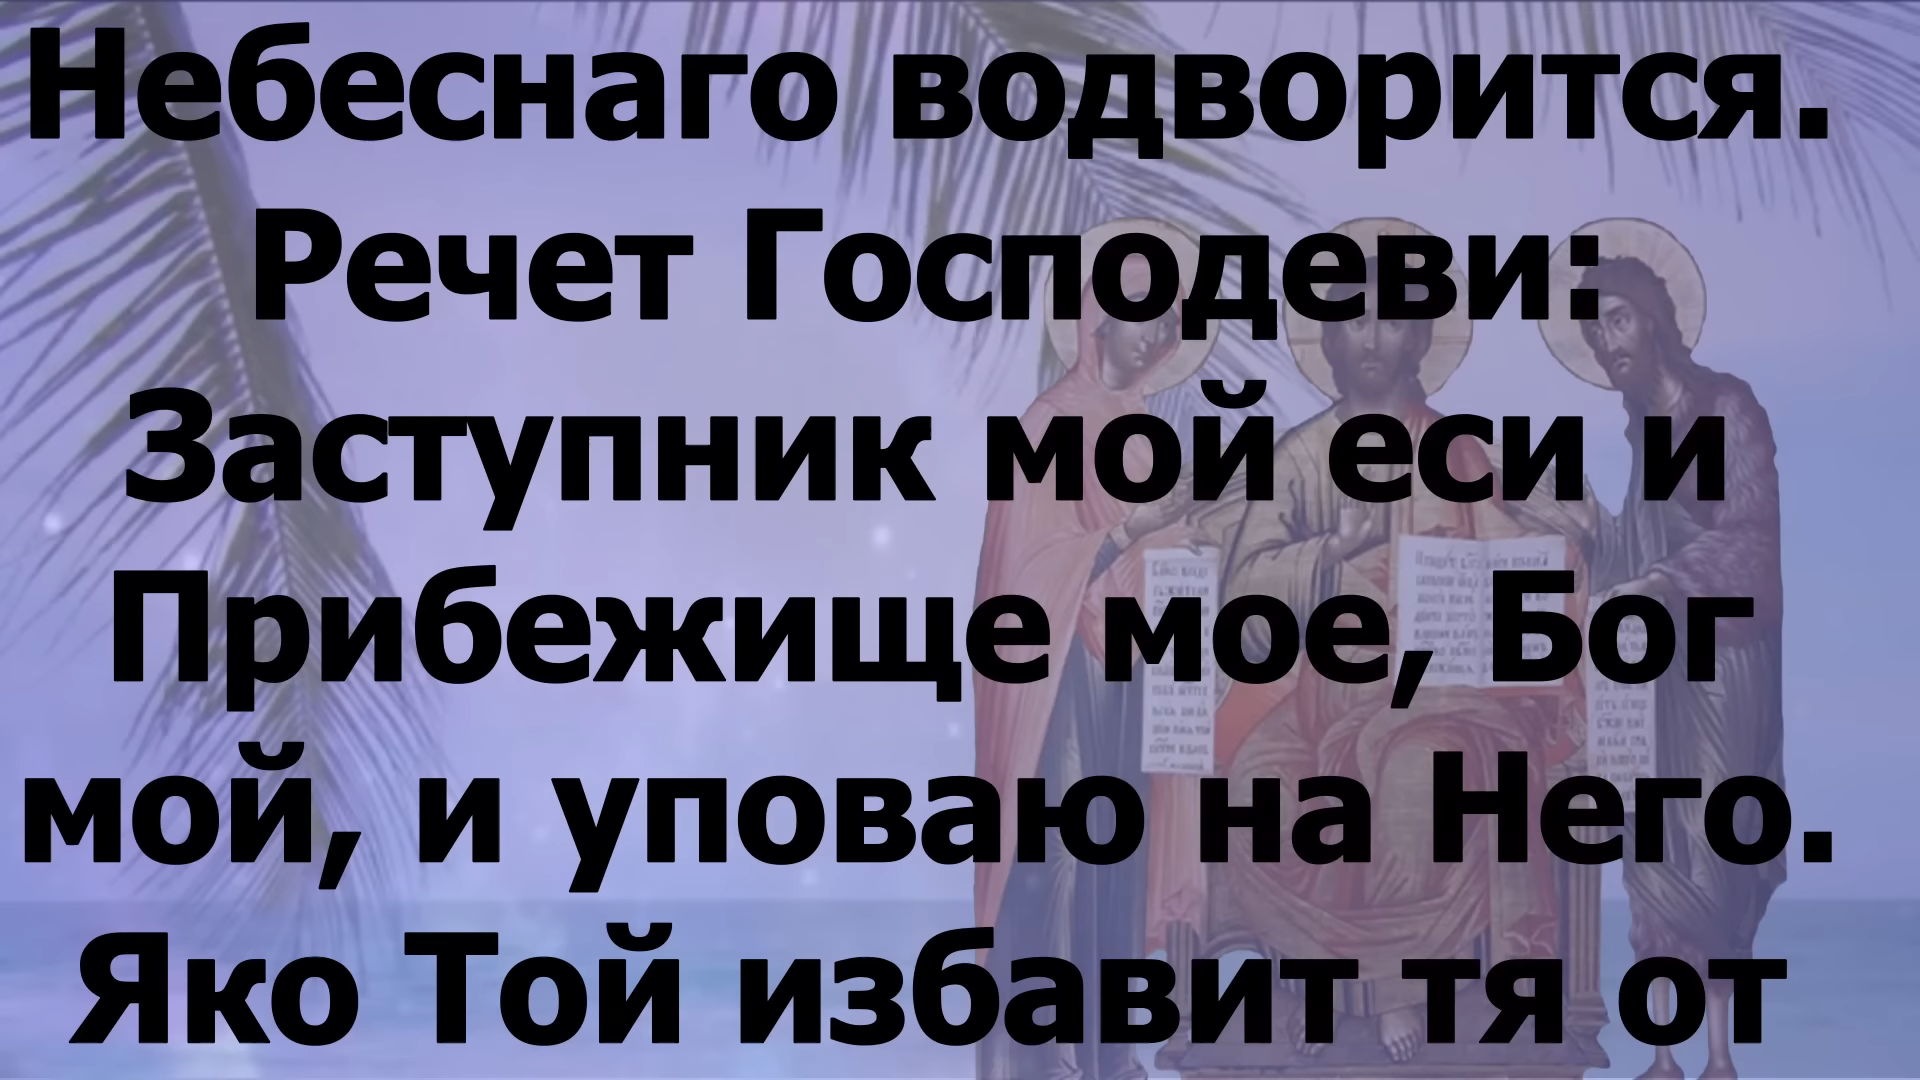 Небеснаго водворится.
Речет Господеви:
Заступник мой еси и
Прибежище мое, Бог
мой, и уповаю на Него.
Яко Той избавит тя от